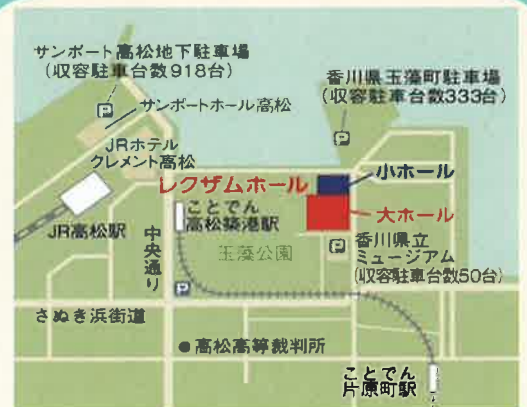 サンポート高松地下駐車場
(収容駐車台数918台)
香川県玉藻町駐車場
(収容駐車台数333台)
P
サンポートホール高松
P
JRホテル
クレメント高松
小ホール
レクザムホール
大ホール
ことでん
高松築港駅
JR高松駅
中央通り
玉藻公園
P
香川県立
ミュージアム
(収容駐車台数50台)
P
さぬき浜街道
高松高等裁判所
ことでん
片原町駅